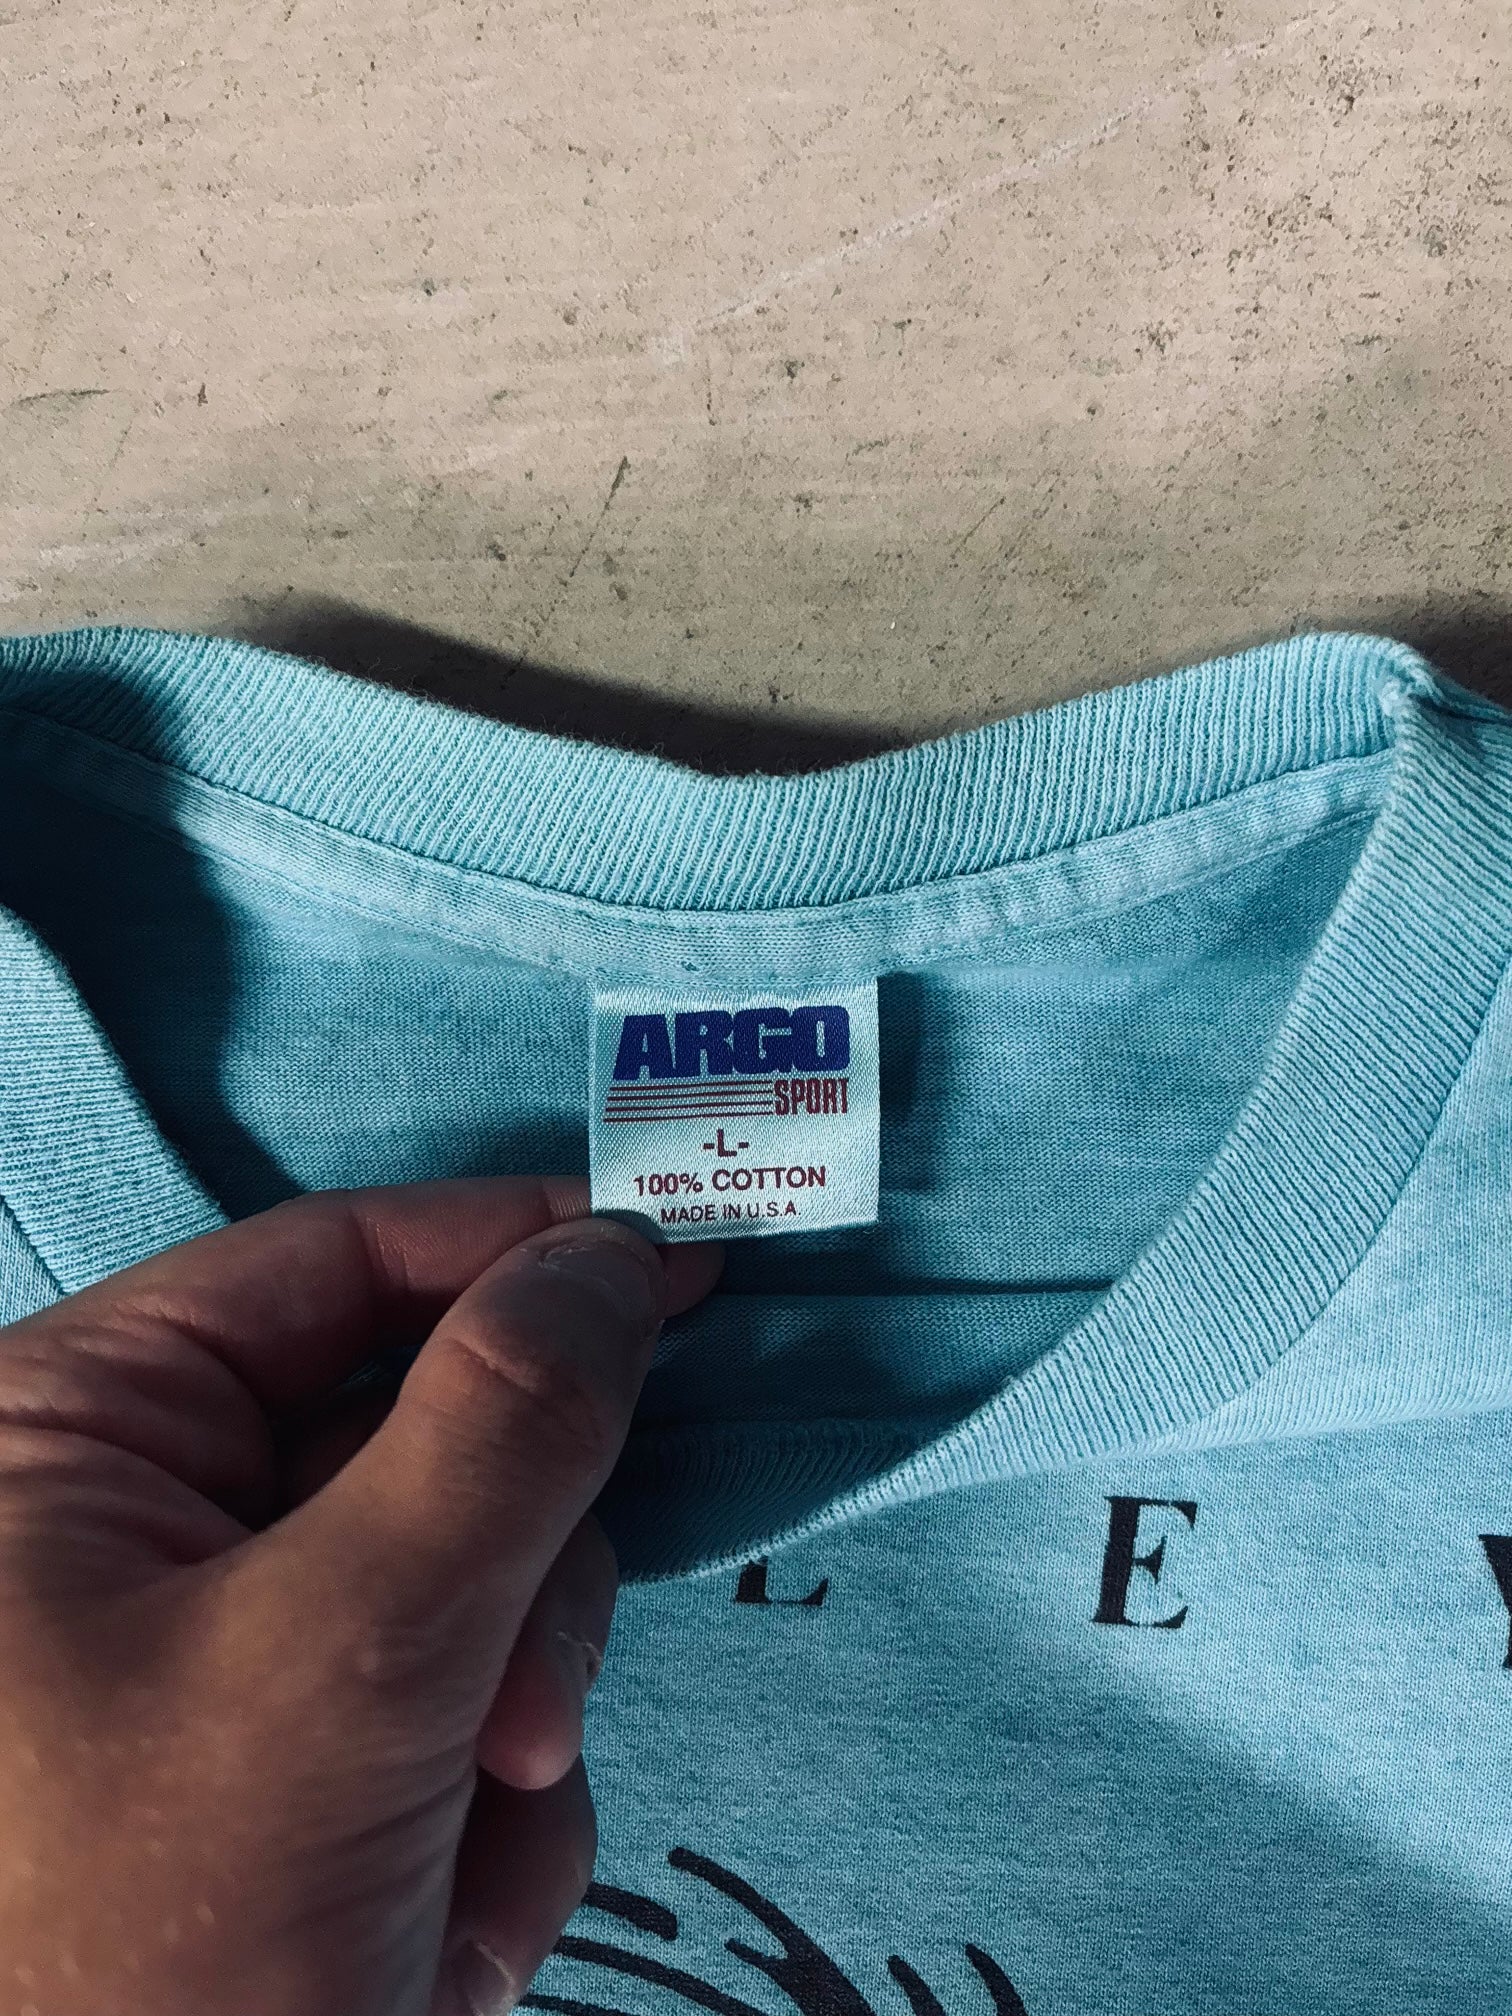 ARGO
SPORT
-L-
100% COTTON
MADE IN U.S.A.
L E